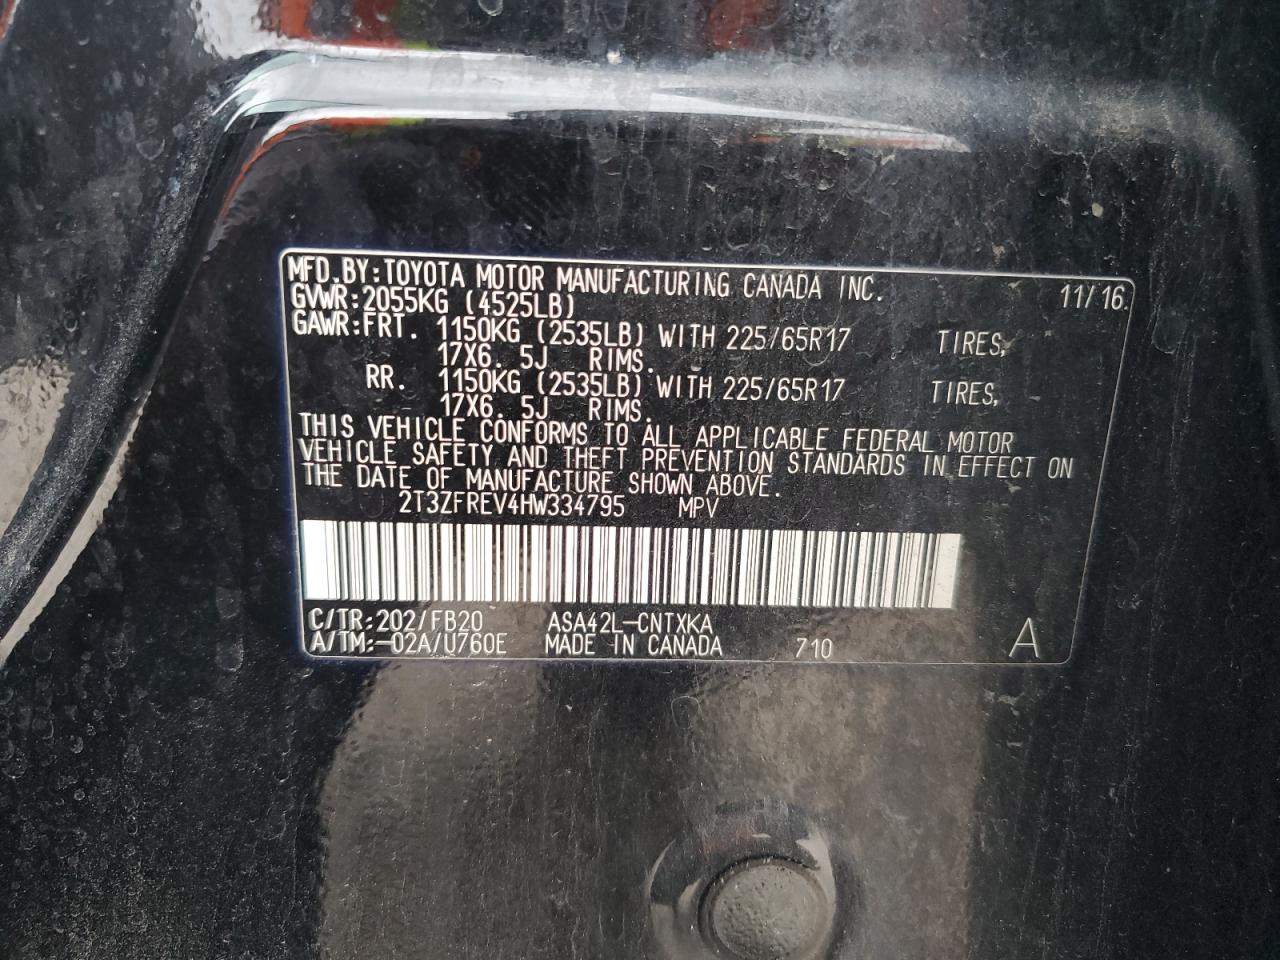 MFD.BY:TOYOTA MOTOR MANUFACTURING CANADA INC. 11/16
GVWR:2055KG (4525LB)
GAWR:FRT. 1150KG (2535LB) WITH 225/65R17 TIRES,
17X6.5J RIMS.
RR. 1150KG (2535LB) WITH 225/65R17 TIRES,
17X6.5J RIMS.
THIS VEHICLE CONFORMS TO ALL APPLICABLE FEDERAL MOTOR
VEHICLE SAFETY AND THEFT PREVENTION STANDARDS IN EFFECT ON
THE DATE OF MANUFACTURE SHOWN ABOVE.
2T3ZFREV4HW334795 MPV
C/TR:202/FB20 ASA42L-CNTXKA
A/TM:-02A/U760E MADE IN CANADA 710 A